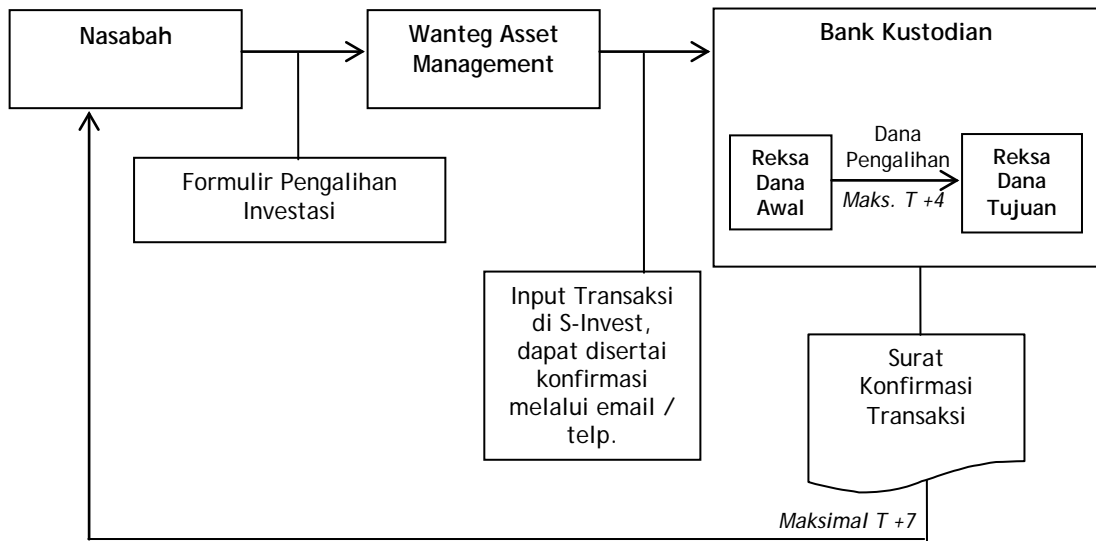 Nasabah
Wanteg Asset
Management
Bank Kustodian
Formulir Pengalihan
Investasi
Input Transaksi
di S-Invest,
dapat disertai
konfirmasi
melalui email /
telp.
Reksa
Dana
Awal
Dana
Pengalihan
Maks. T +4
Reksa
Dana
Tujuan
Surat
Konfirmasi
Transaksi
Maksimal T +7